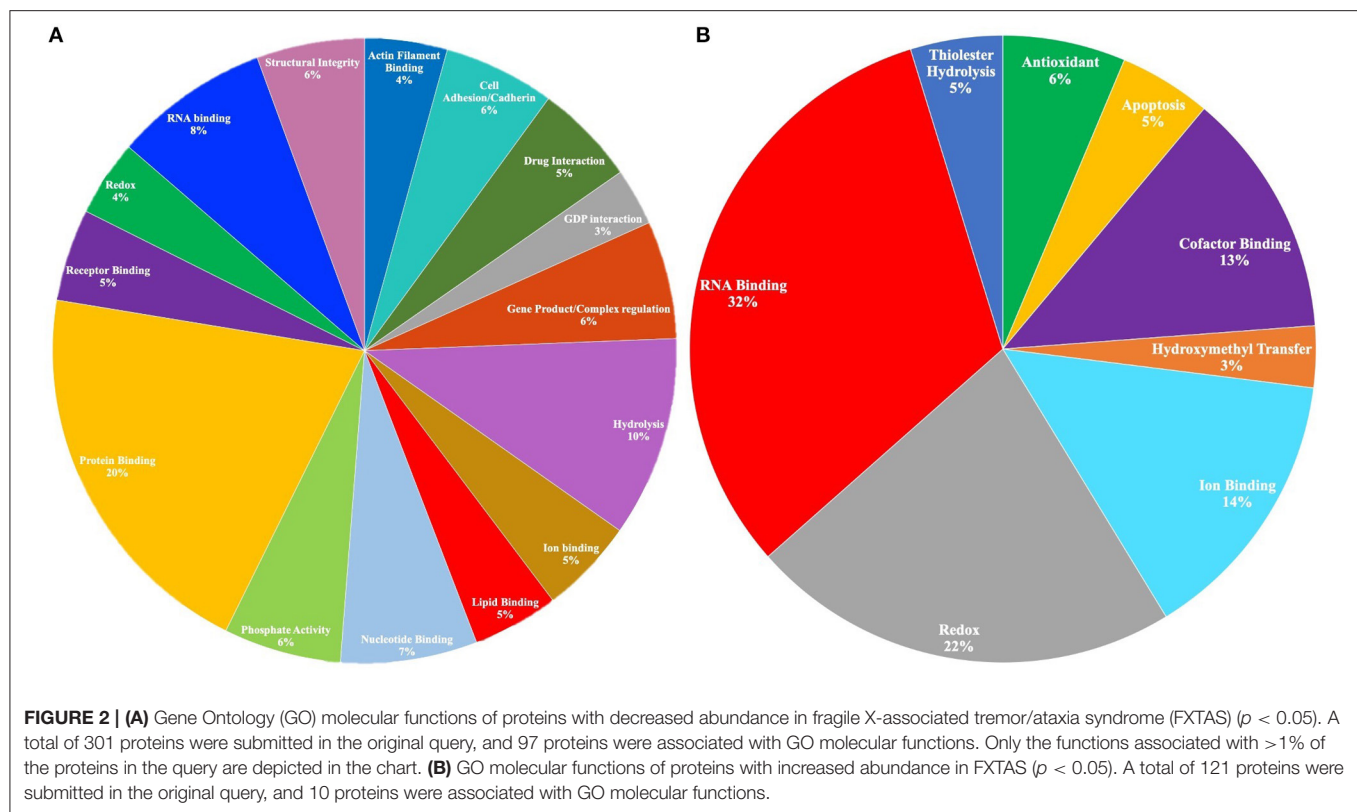 A
Structural Integrity
6%
Actin Filament
Binding
4%
Cell
Adhesion/Cadherin
6%
Drug Interaction
5%
GDP interaction
3%
Gene Product/Complex regulation
6%
Hydrolysis
10%
Ion binding
5%
Lipid Binding
5%
Nucleotide Binding
7%
Phosphate Activity
6%
Protein Binding
20%
Receptor Binding
5%
Redox
4%
RNA binding
8%
B
Thiolester
Hydrolysis
5%
Antioxidant
6%
Apoptosis
5%
Cofactor Binding
13%
Hydroxymethyl Transfer
3%
Ion Binding
14%
Redox
22%
RNA Binding
32%
FIGURE 2 | (A) Gene Ontology (GO) molecular functions of proteins with decreased abundance in fragile X-associated tremor/ataxia syndrome (FXTAS) (p < 0.05). A
total of 301 proteins were submitted in the original query, and 97 proteins were associated with GO molecular functions. Only the functions associated with >1% of
the proteins in the query are depicted in the chart. (B) GO molecular functions of proteins with increased abundance in FXTAS (p < 0.05). A total of 121 proteins were
submitted in the original query, and 10 proteins were associated with GO molecular functions.